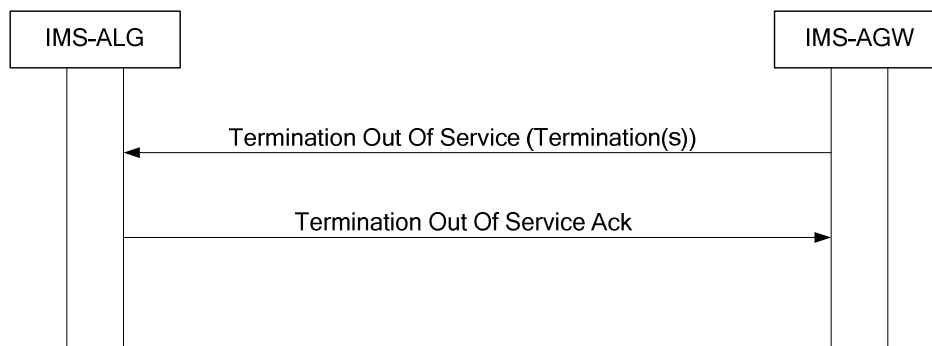 IMS-ALG
IMS-AGW
Termination Out Of Service (Termination(s))
Termination Out Of Service Ack